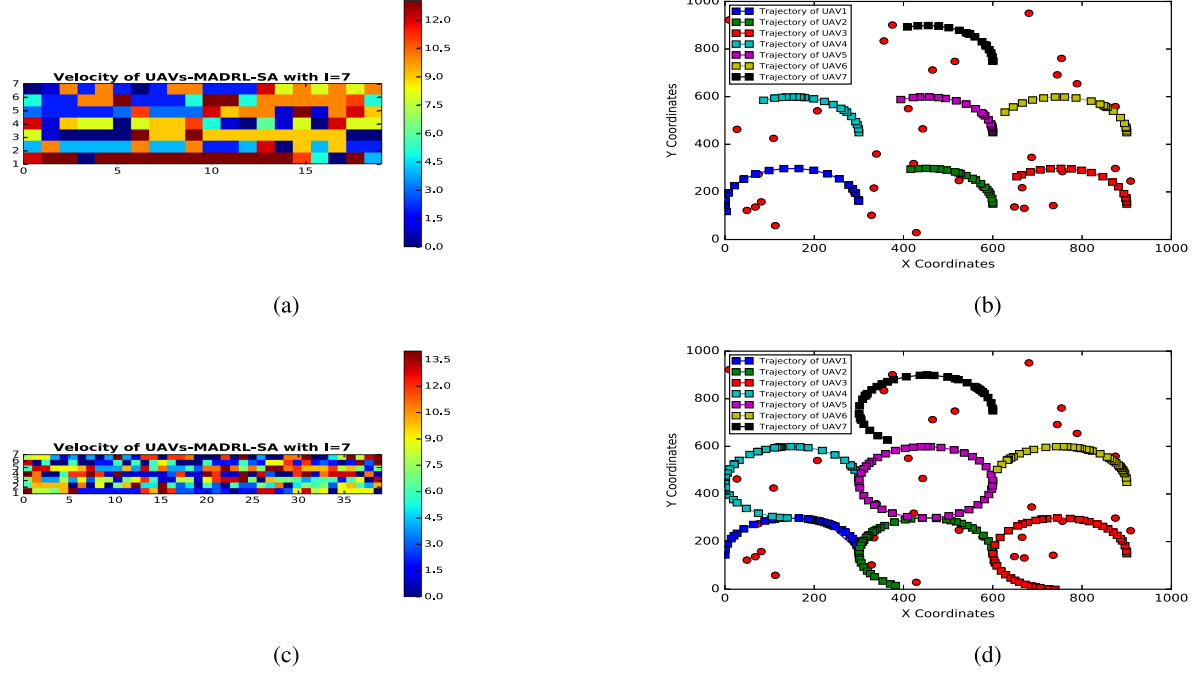 12.0
10.5
9.0
7.5
6.0
4.5
3.0
1.5
0.0
Velocity of UAVs-MADRL-SA with I=7
7
6
5
4
3
2
1
0 5 10 15
(a)
1000
800
600
400
200
0
Y Coordinates
Trajectory of UAV1
Trajectory of UAV2
Trajectory of UAV3
Trajectory of UAV4
Trajectory of UAV5
Trajectory of UAV6
Trajectory of UAV7
0 200 400 600 800 1000
X Coordinates
(b)
13.5
12.0
10.5
9.0
7.5
6.0
4.5
3.0
1.5
0.0
Velocity of UAVs-MADRL-SA with I=7
7
6
5
4
3
2
1
0 5 10 15 20 25 30 35
(c)
1000
800
600
400
200
0
Y Coordinates
Trajectory of UAV1
Trajectory of UAV2
Trajectory of UAV3
Trajectory of UAV4
Trajectory of UAV5
Trajectory of UAV6
Trajectory of UAV7
0 200 400 600 800 1000
X Coordinates
(d)